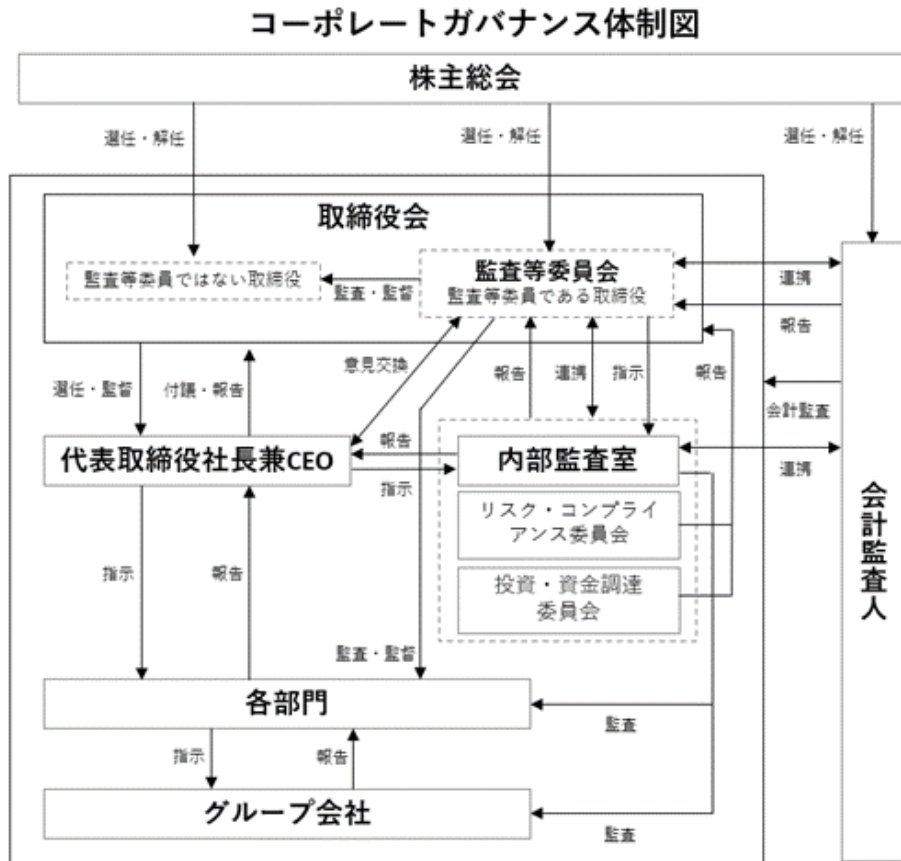 コーポレートガバナンス体制図
株主総会
選任・解任
選任・解任
選任・解任
取締役会
監査等委員ではない取締役
監査・監督
監査等委員会
監査等委員である取締役
連携
報告
選任・監督
付議・報告
意見交換
報告
連携
指示
報告
会計監査
代表取締役社長兼CEO
報告
指示
内部監査室
連携
リスク・コンプライ
アンス委員会
投資・資金調達
委員会
会計監査人
指示
報告
監査・監督
各部門
監査
指示
報告
グループ会社
監査